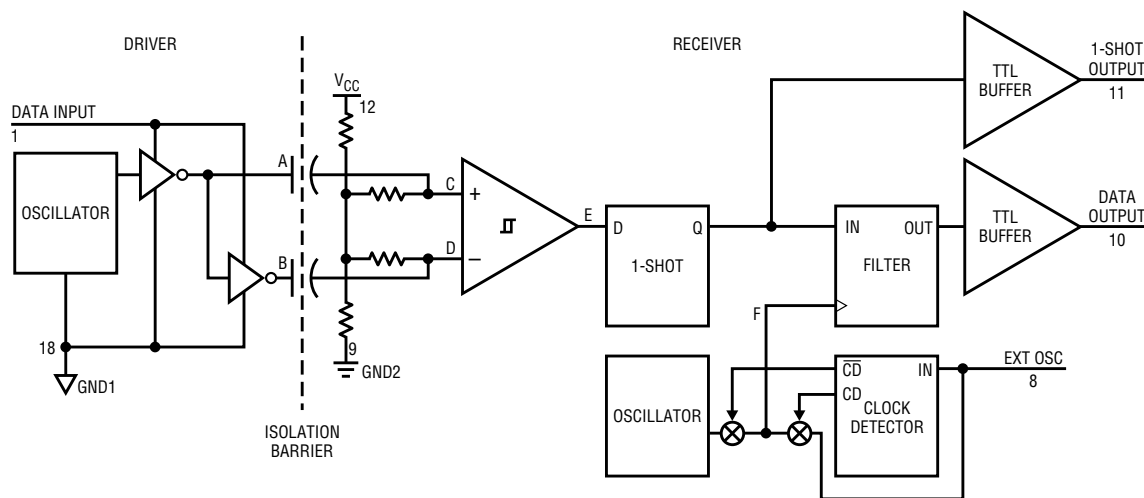 DRIVER
RECEIVER
1-SHOT
OUTPUT
11
TTL
BUFFER
VCC
12
DATA INPUT
1
A
C
+
OSCILLATOR
E
D
Q
1-SHOT
IN
OUT
FILTER
TTL
BUFFER
DATA
OUTPUT
10
B
D
−
F
18
GND1
9
GND2
ISOLATION
BARRIER
OSCILLATOR
CD
IN
CD
CLOCK
DETECTOR
EXT OSC
8